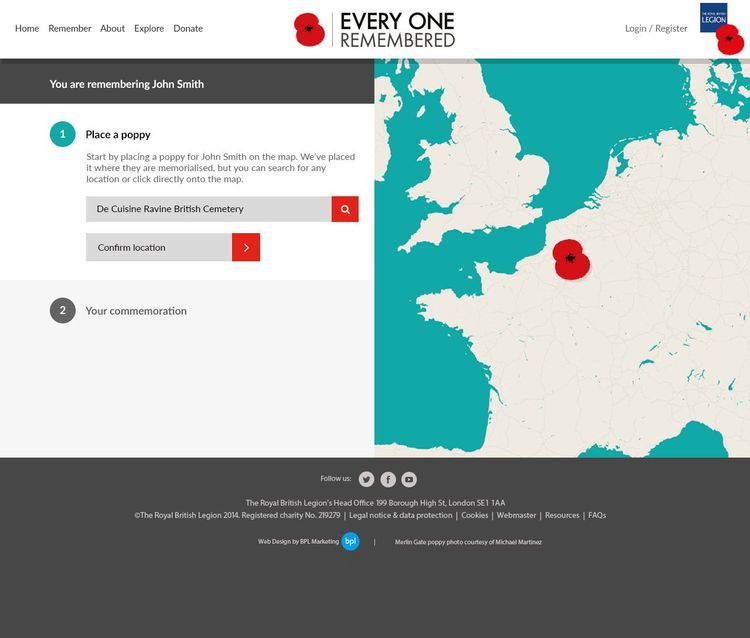 Home Remember About Explore Donate
EVERY ONE
REMEMBERED
Login / Register
THE ROYAL BRITISH
LEGION
You are remembering John Smith
1 Place a poppy
Start by placing a poppy for John Smith on the map. We've placed
it where they are memorialised, but you can search for any
location or click directly onto the map.
De Cuisine Ravine British Cemetery
Confirm location
2 Your commemoration
Follow us:
The Royal British Legion's Head Office 199 Borough High St, London SE1 1AA
©The Royal British Legion 2014. Registered charity No. 219279 | Legal notice & data protection | Cookies | Webmaster | Resources | FAQs
Web Design by BPL Marketing bpl | Merlin Gate poppy photo courtesy of Michael Martinez